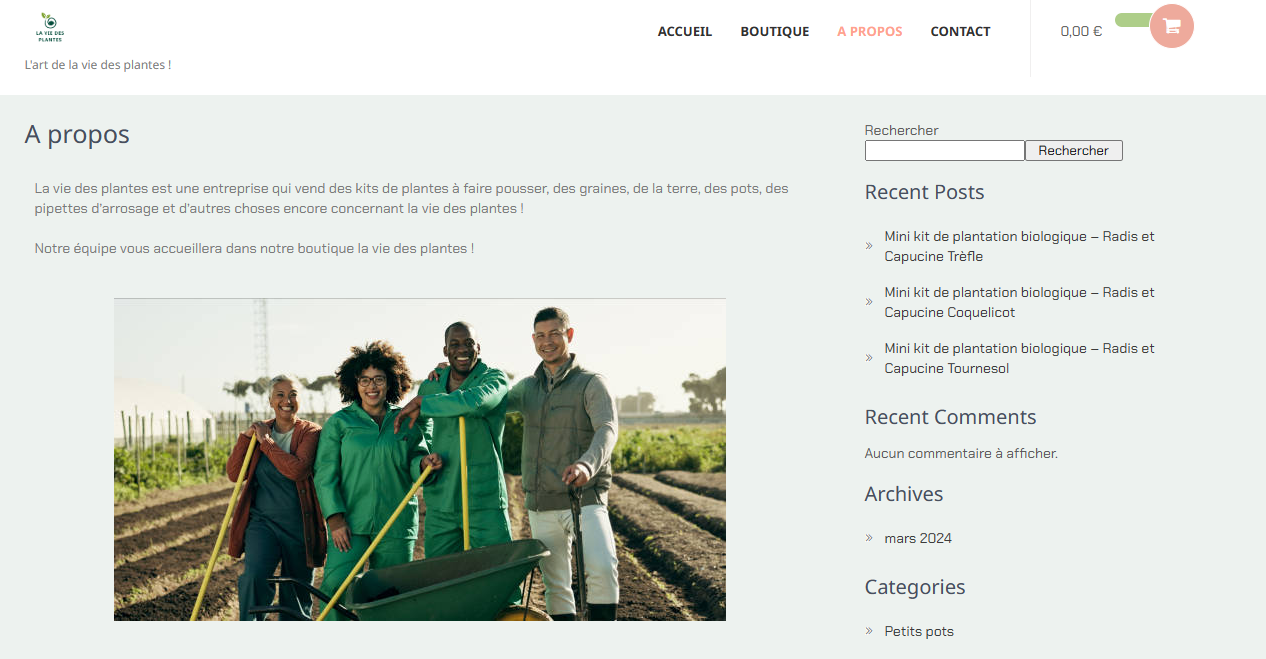 LA VIE DES
PLANTES
L'art de la vie des plantes !
ACCUEIL
BOUTIQUE
A PROPOS
CONTACT
0,00 €
A propos
La vie des plantes est une entreprise qui vend des kits de plantes à faire pousser, des graines, de la terre, des pots, des
pipettes d'arrosage et d'autres choses encore concernant la vie des plantes !
Notre équipe vous accueillera dans notre boutique la vie des plantes !
Rechercher
Rechercher
Recent Posts
Mini kit de plantation biologique – Radis et
Capucine Trèfle
Mini kit de plantation biologique – Radis et
Capucine Coquelicot
Mini kit de plantation biologique – Radis et
Capucine Tournesol
Recent Comments
Aucun commentaire à afficher.
Archives
mars 2024
Categories
Petits pots